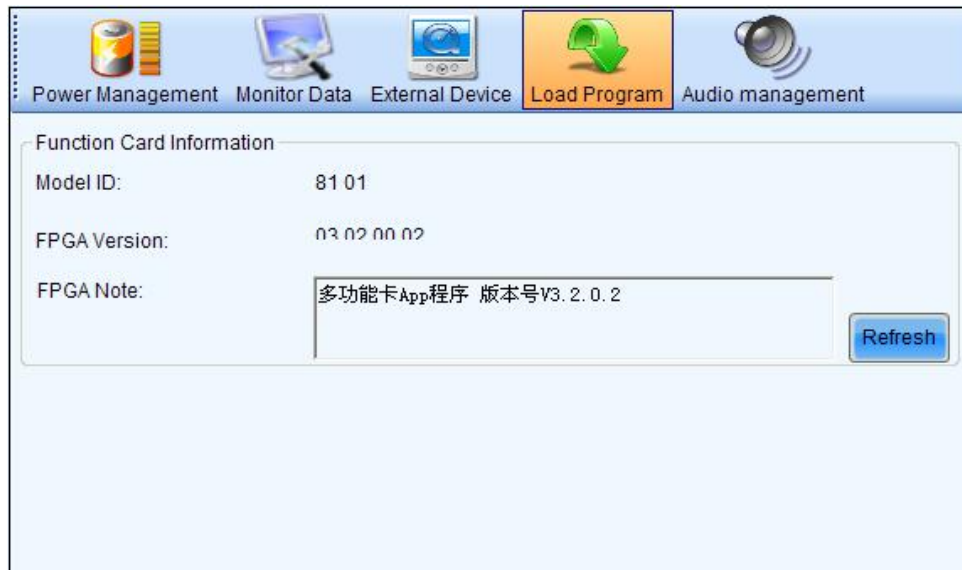 Power Management Monitor Data External Device Load Program Audio management
Function Card Information
Model ID: 81 01
FPGA Version: 03 02 00 02
FPGA Note: 多功能卡App程序 版本号V3.2.0.2
Refresh